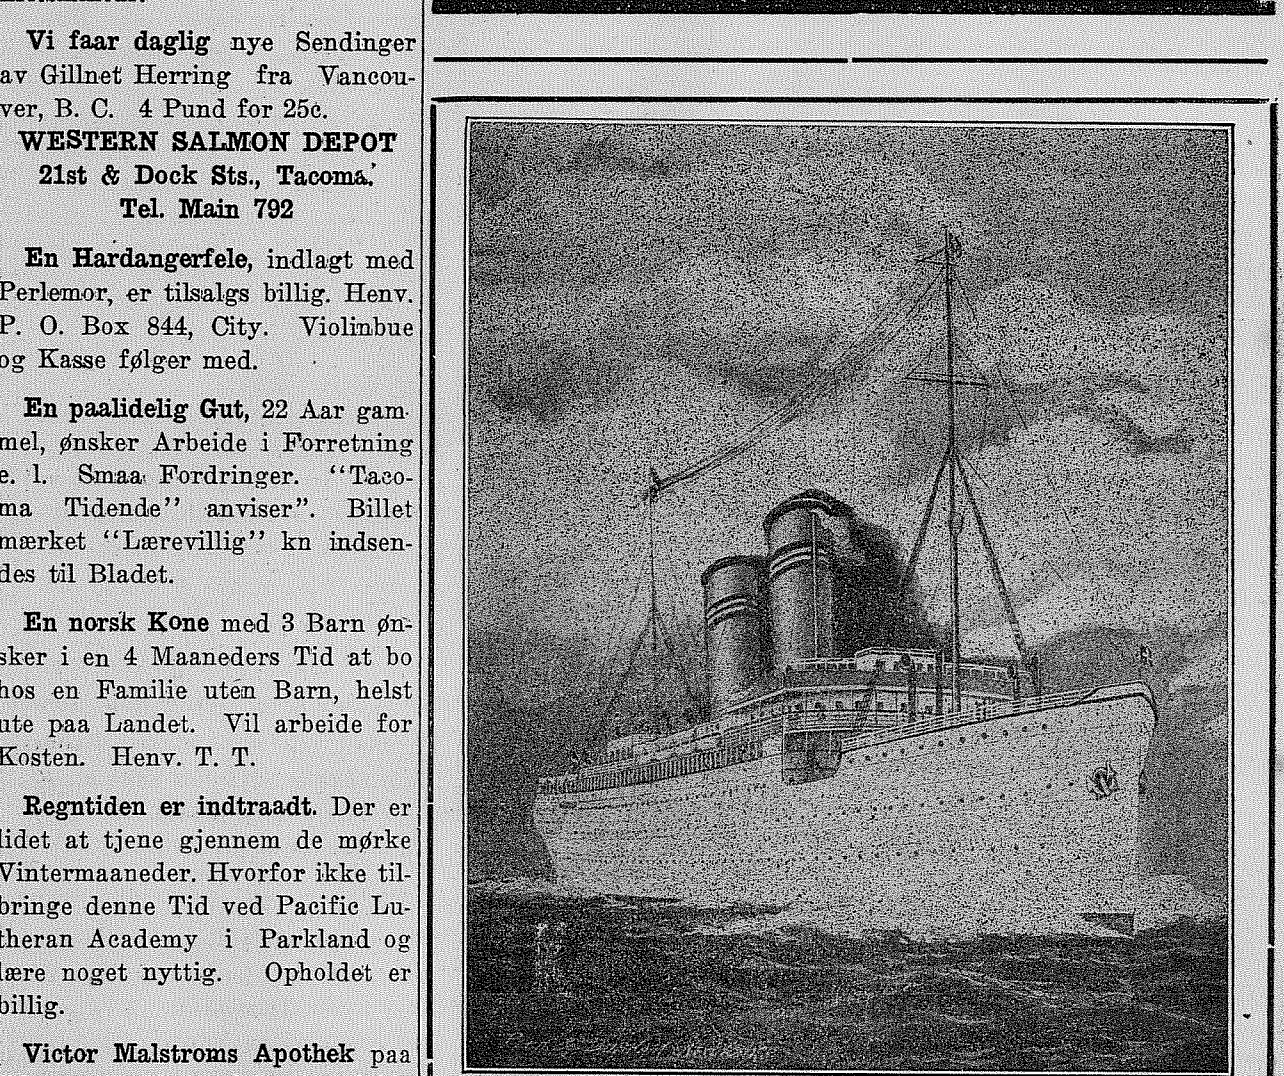 Vi faar daglig nye Sendinger
av Gillnet Herring fra Vancou-
ver, B. C. 4 Pund for 25c.
WESTERN SALMON DEPOT
21st & Dock Sts., Tacoma.
Tel. Main 792
En Hardangerfele, indlagt med
Perlemor, er tilsalgs billig. Henv.
P. O. Box 844, City. Violinbue
og Kasse følger med.
En paalidelig Gut, 22 Aar gam-
mel, ønsker Arbeide i Forretning
e. l. Smaa Fordringer. "Taco-
ma Tidende" anviser". Billet
mærket "Lærevillig" kn indsen-
des til Bladet.
En norsk Kone med 3 Barn øn-
sker i en 4 Maaneders Tid at bo
hos en Familie uten Barn, helst
ute paa Landet. Vil arbeide for
Kosten. Henv. T. T.
Regntiden er indtraadt. Der er
lidet at tjene gjennem de mørke
Vintermaaneder. Hvorfor ikke til-
bringe denne Tid ved Pacific Lu-
theran Academy i Parkland og
lære noget nyttig. Opholdet er
billig.
Victor Malstroms Apothek paa